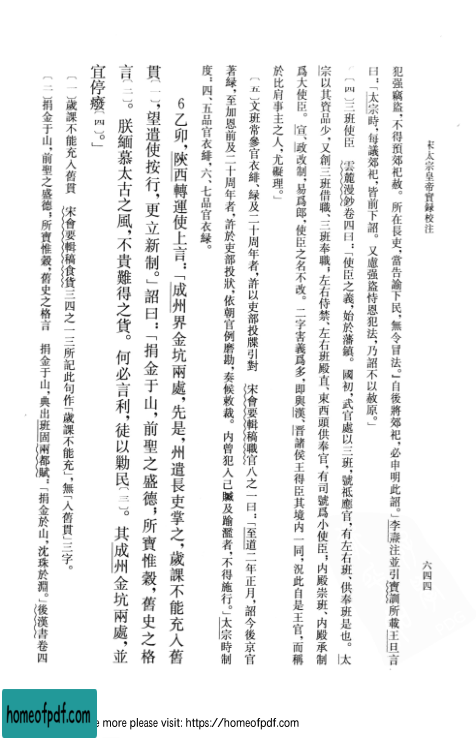 宋太宗皇帝實錄校注
六四四
犯强竊盜，不得預郊祀赦。所在長吏，當告諭下民，無令冒法。』自後將郊祀，必申明此詔。」李燾注並引寶訓所載王旦言
曰：「太宗時，每議郊祀，皆前下詔。又慮强盜恃恩犯法，乃詔不以赦原。」
〔四〕三班使臣　雲麓漫鈔卷四曰：「使臣之義，始於藩鎮。國初，武官處以三班，號祗應官，有左右班、供奉班是也。太
宗以其資品少，又創三班借職、三班奉職，左右侍禁、左右班殿直、東西頭供奉官，有司號爲小使臣；内殿崇班、内殿承制
爲大使臣。宣、政改制，易爲郎，使臣之名不改。二字害義爲多，即與漢、晋諸侯王得臣其境内一同，況此自是王官，而稱
於比肩事主之人，尤礙理。」
〔五〕文班常參官衣緋、緑及二十周年者，許以吏部投牒引對　宋會要輯稿職官八之一曰：「至道二年正月，詔今後京官
著緑，至加恩前及二十周年者，許於吏部投狀，依朝官例磨勘，奏候敕裁。内曾犯入己贓及踰濫者，不得施行。」太宗時制
度，四、五品官衣緋，六、七品官衣緑。
6乙卯，陝西轉運使上言：「成州界金坑兩處，先是，州遣長吏掌之，歲課不能充入舊
貫〔一〕，望遣使按行，更立新制。」詔曰：「捐金于山，前聖之盛德；所寶惟穀，舊史之格
言〔二〕。朕緬慕太古之風，不貴難得之貨。何必言利，徒以勤民〔三〕。其成州金坑兩處，並
宜停廢〔四〕。」
〔一〕歲課不能充入舊貫　宋會要輯稿食貨三四之一三所記此句作「歲課不能充」，無「入舊貫」三字。
〔二〕捐金于山，前聖之盛德；所寶惟穀，舊史之格言　捐金于山，典出班固兩都賦：「捐金於山，沈珠於淵。」後漢書卷四
homeofpdf.com
e more please visit: https://homeofpdf.com